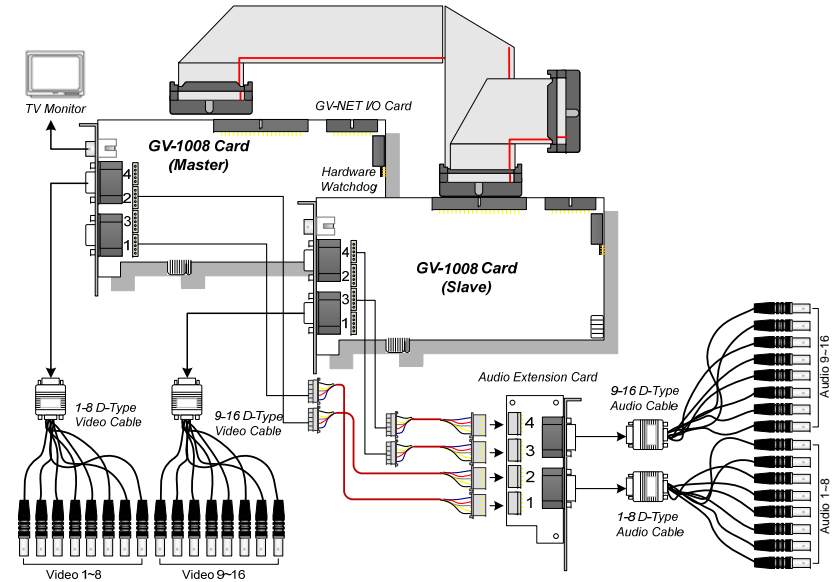 TV Monitor
GV-NET I/O Card
GV-1008 Card
(Master)
Hardware
Watchdog
4
2
3
1
GV-1008 Card
(Slave)
4
2
3
1
Audio Extension Card
4
3
2
1
1-8 D-Type
Video Cable
9-16 D-Type
Video Cable
9-16 D-Type
Audio Cable
1-8 D-Type
Audio Cable
Audio 9~16
Audio 1~8
Video 1~8
Video 9~16